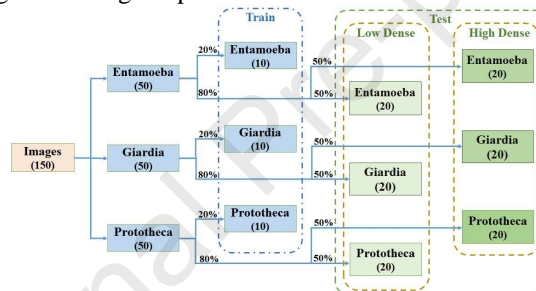 Train
Test
Low Dense
High Dense
20%
Entamoeba
(10)
50%
Entamoeba
(20)
Entamoeba
(50)
80%
50%
Entamoeba
(20)
20%
Giardia
(10)
50%
Giardia
(20)
Images
(150)
Giardia
(50)
80%
50%
Giardia
(20)
20%
Prototheca
(10)
50%
Prototheca
(20)
Prototheca
(50)
80%
50%
Prototheca
(20)